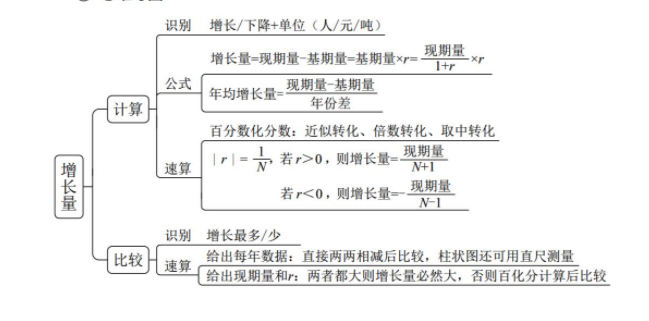 识别 增长/下降+单位（人/元/吨）
增长量=现期量-基期量=基期量×r=现期量/1+r×r
公式
年均增长量=现期量-基期量/年份差
计算
百分数化分数：近似转化、倍数转化、取中转化
|r|=1/N，若r>0，则增长量=现期量/N+1
速算
若r<0，则增长量=-现期量/N-1
增长量
识别 增长最多/少
比较
给出每年数据：直接两两相减后比较，柱状图还可用直尺测量
速算
给出现期量和r：两者都大则增长量必然大，否则百化分计算后比较